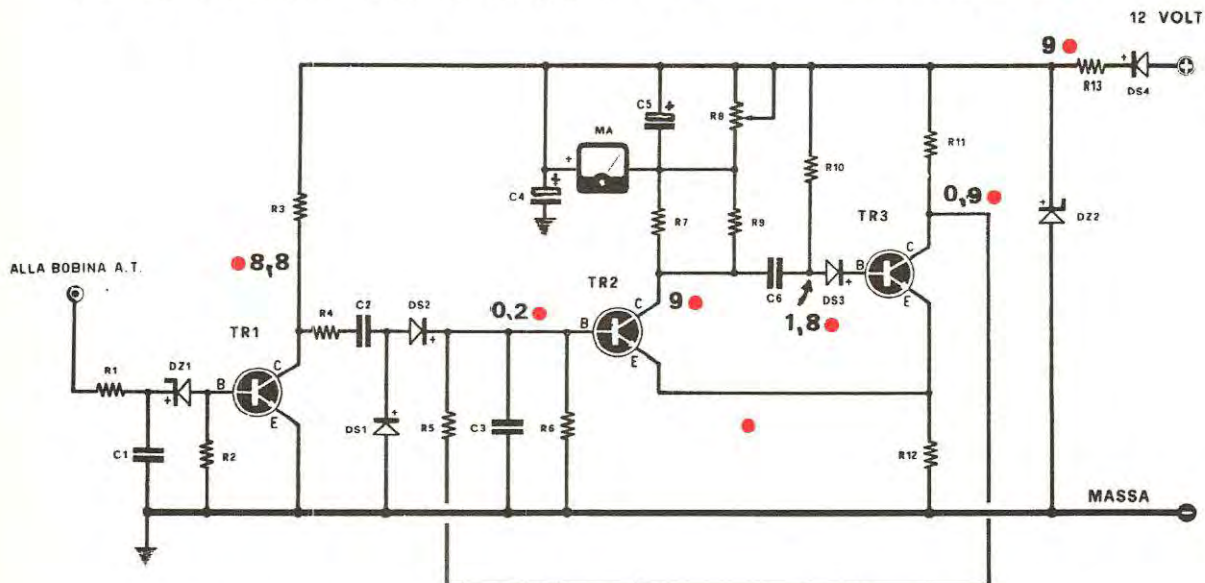 12 VOLT
9
R13
DS4
C5
R8
MA
R11
R10
C4
R3
0,9
TR3
DZ2
R7
R9
ALLA BOBINA A.T.
8,8
C
B
E
TR2
C6
DS3
C
9
1,8
C2
DS2
R4
0,2
B
E
TR1
C
R1
DZ1
B
E
DS1
R5
C3
R6
R12
C1
R2
MASSA
+
+
+
+
+
+
+
+
+
+
-